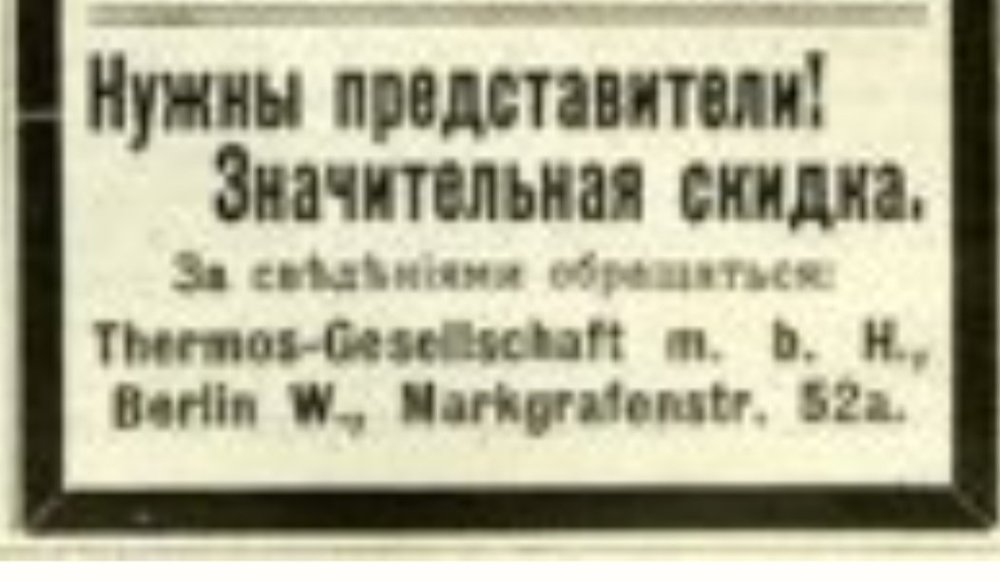 Нужны представители!
Значительная скидка.
За свѣдѣніями обращаться:
Thermos-Gesellschaft m. b. H.,
Berlin W., Markgrafenstr. 52a.